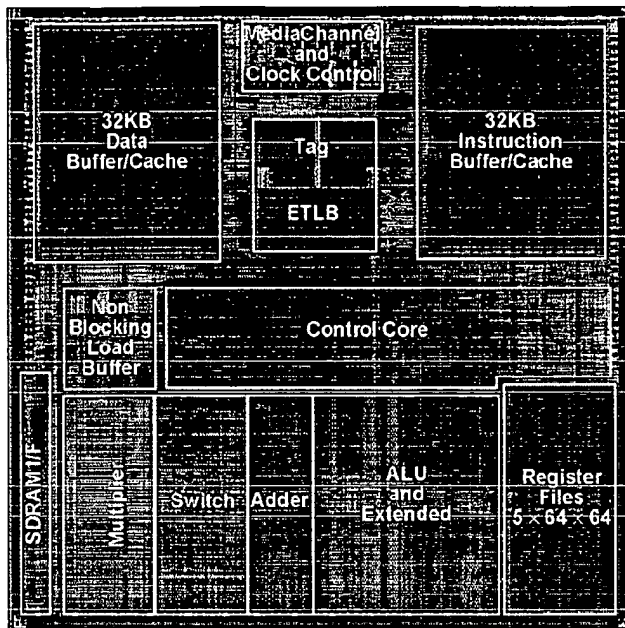 MediaChannel
and
Clock Control
32KB
Data
Buffer/Cache
Tag
ETLB
32KB
Instruction
Buffer/Cache
Non
Blocking
Load
Buffer
Control Core
SDRAM1/F
Multiplier
Switch
Adder
ALU
and
Extended
Register
Files
5 × 64 × 64